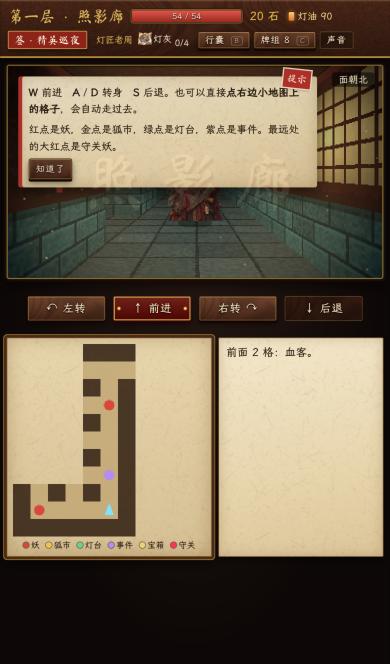 第一层 · 照影廊
54 / 54
20 石
灯油 90
签 · 精英巡夜
灯匠老周
灯灰 0/4
行囊 B
牌组 8 C
声音
提示
面朝北
W 前进 A / D 转身 S 后退。也可以直接点右边小地图上
的格子，会自动走过去。
红点是妖，金点是狐市，绿点是灯台，紫点是事件。最远处
的大红点是守关妖。
知道了
照影廊
↶ 左转
↑ 前进
右转 ↷
↓ 后退
前面 2 格：血客。
妖 狐市 灯台 事件 宝箱 守关